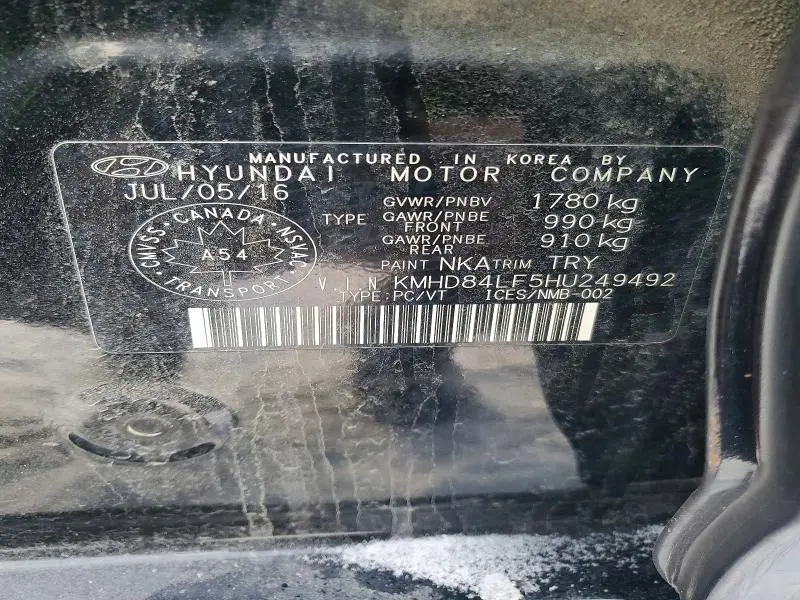 MANUFACTURED IN KOREA BY
HYUNDAI MOTOR COMPANY
JUL/05/16
GVWR/PNBV 1780 kg
TYPE GAWR/PNBE FRONT 990 kg
GAWR/PNBE REAR 910 kg
CANADA
CMVSS NSVAC
A54
TRANSPORT
PAINT NKA TRIM TRY
V.I.N KMHD84LF5HU249492
TYPE:PC/VT ICES/NMB-002